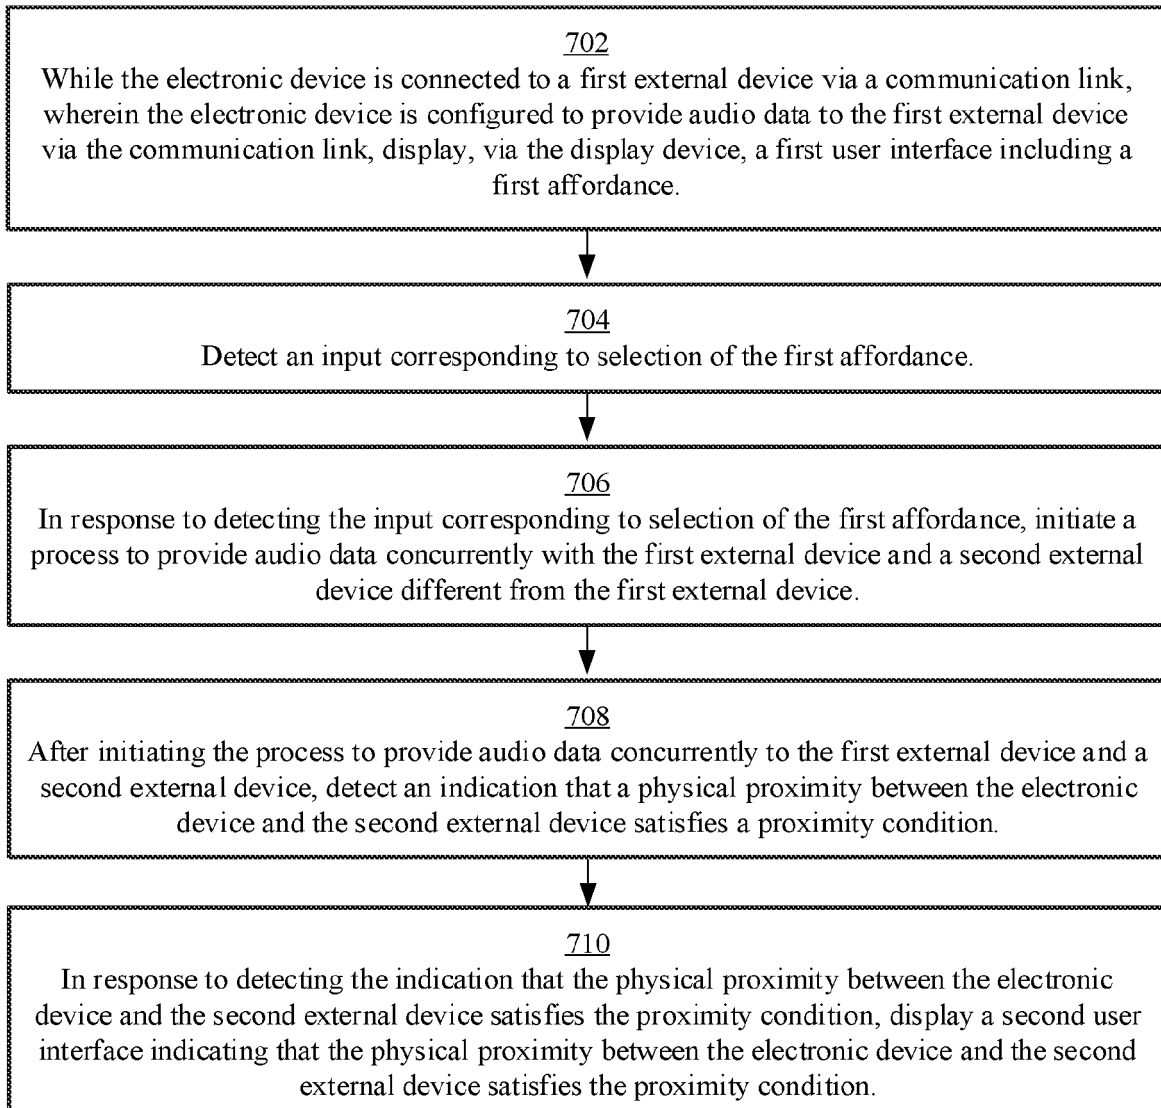 702
While the electronic device is connected to a first external device via a communication link,
wherein the electronic device is configured to provide audio data to the first external device
via the communication link, display, via the display device, a first user interface including a
first affordance.
704
Detect an input corresponding to selection of the first affordance.
706
In response to detecting the input corresponding to selection of the first affordance, initiate a
process to provide audio data concurrently with the first external device and a second external
device different from the first external device.
708
After initiating the process to provide audio data concurrently to the first external device and a
second external device, detect an indication that a physical proximity between the electronic
device and the second external device satisfies a proximity condition.
710
In response to detecting the indication that the physical proximity between the electronic
device and the second external device satisfies the proximity condition, display a second user
interface indicating that the physical proximity between the electronic device and the second
external device satisfies the proximity condition.